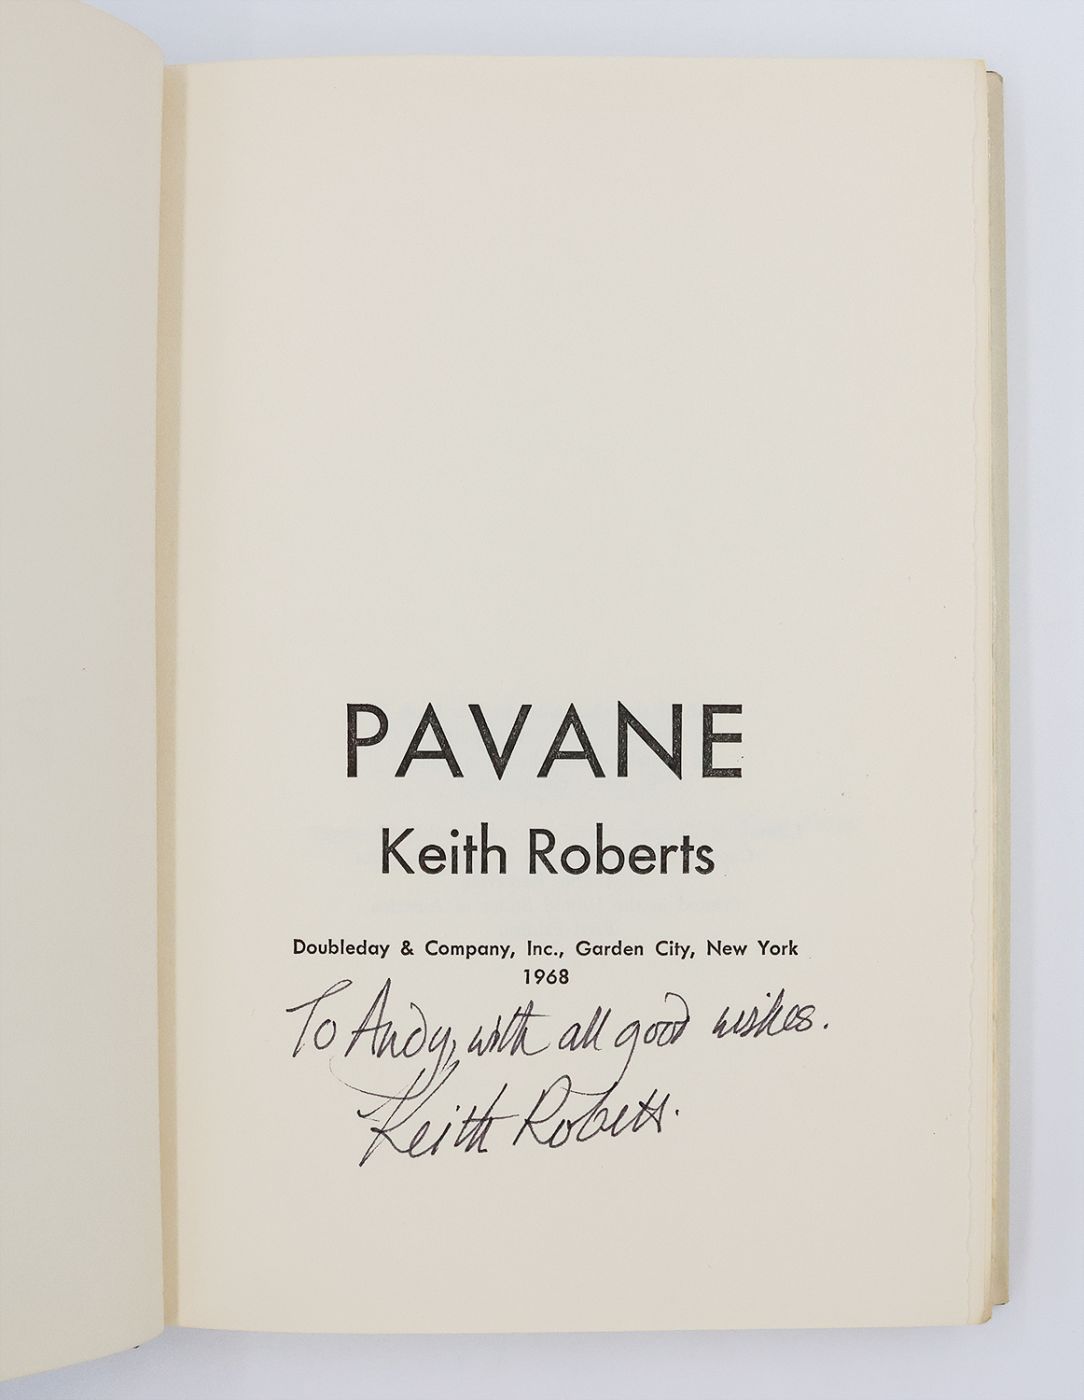 PAVANE
Keith Roberts
Doubleday & Company, Inc., Garden City, New York
1968
To Andy, with all good wishes.
Keith Roberts.